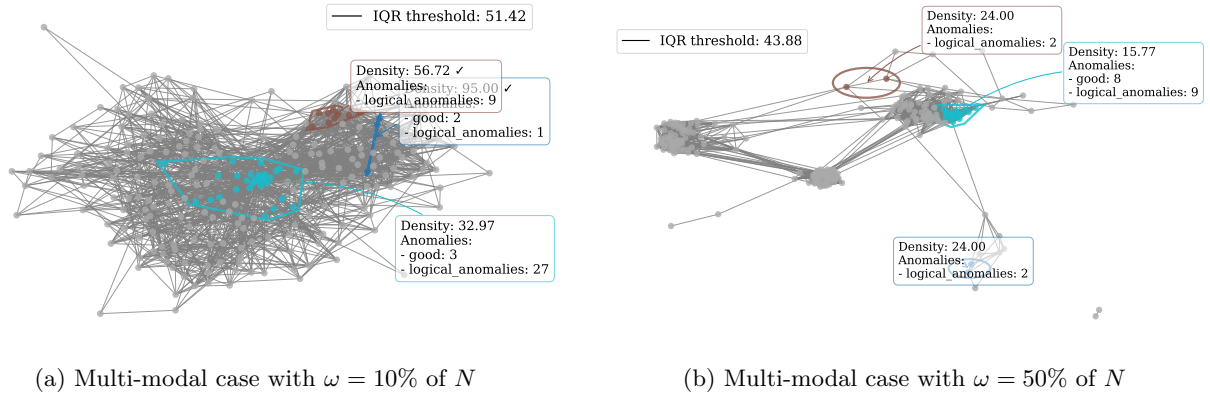 IQR threshold: 51.42
Density: 56.72 ✓
Anomalies:
- logical_anomalies: 9
Density: 95.00 ✓
Anomalies:
- good: 2
- logical_anomalies: 1
Density: 32.97
Anomalies:
- good: 3
- logical_anomalies: 27
(a) Multi-modal case with ω = 10% of N
IQR threshold: 43.88
Density: 24.00
Anomalies:
- logical_anomalies: 2
Density: 15.77
Anomalies:
- good: 8
- logical_anomalies: 9
Density: 24.00
Anomalies:
- logical_anomalies: 2
(b) Multi-modal case with ω = 50% of N